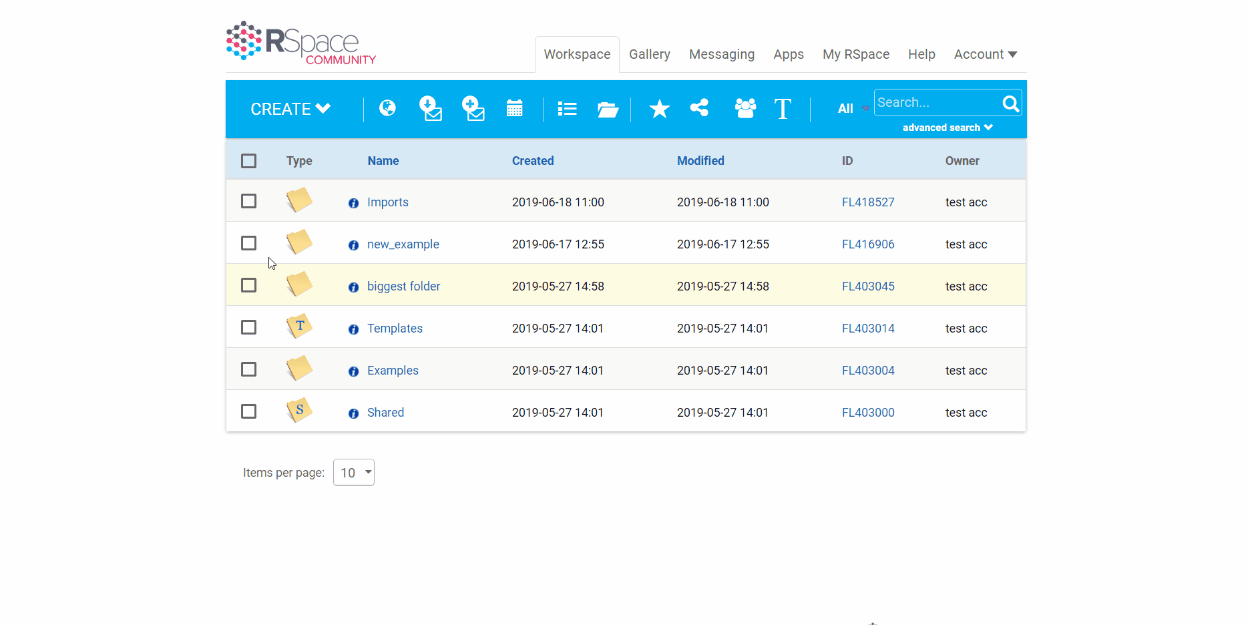 RSpace
COMMUNITY
Workspace Gallery Messaging Apps My RSpace Help Account
CREATE T All Search...
advanced search
Type Name Created Modified ID Owner
Imports 2019-06-18 11:00 2019-06-18 11:00 FL418527 test acc
new_example 2019-06-17 12:55 2019-06-17 12:55 FL416906 test acc
biggest folder 2019-05-27 14:58 2019-05-27 14:58 FL403045 test acc
T Templates 2019-05-27 14:01 2019-05-27 14:01 FL403014 test acc
Examples 2019-05-27 14:01 2019-05-27 14:01 FL403004 test acc
S Shared 2019-05-27 14:01 2019-05-27 14:01 FL403000 test acc
Items per page: 10